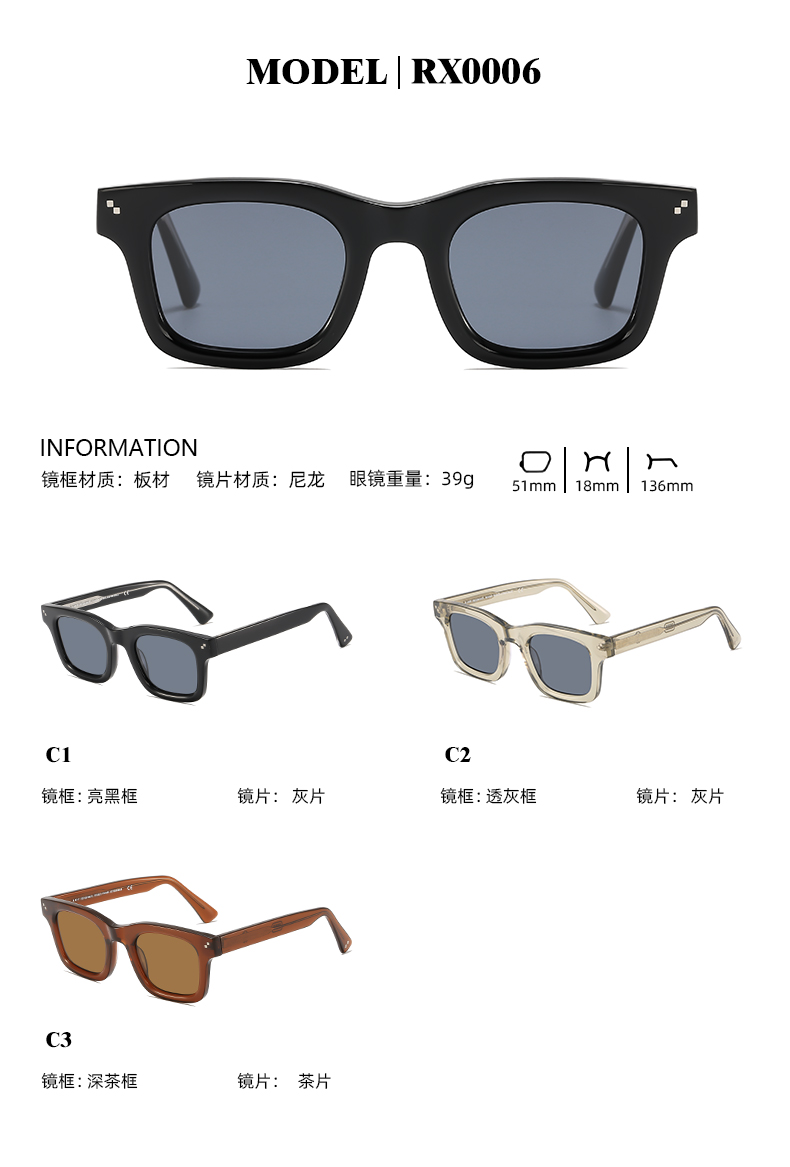 MODEL | RX0006
INFORMATION
镜框材质：板材 镜片材质：尼龙 眼镜重量：39g
51mm 18mm 136mm
C1
镜框：亮黑框 镜片： 灰片
C2
镜框：透灰框 镜片： 灰片
C3
镜框：深茶框 镜片： 茶片